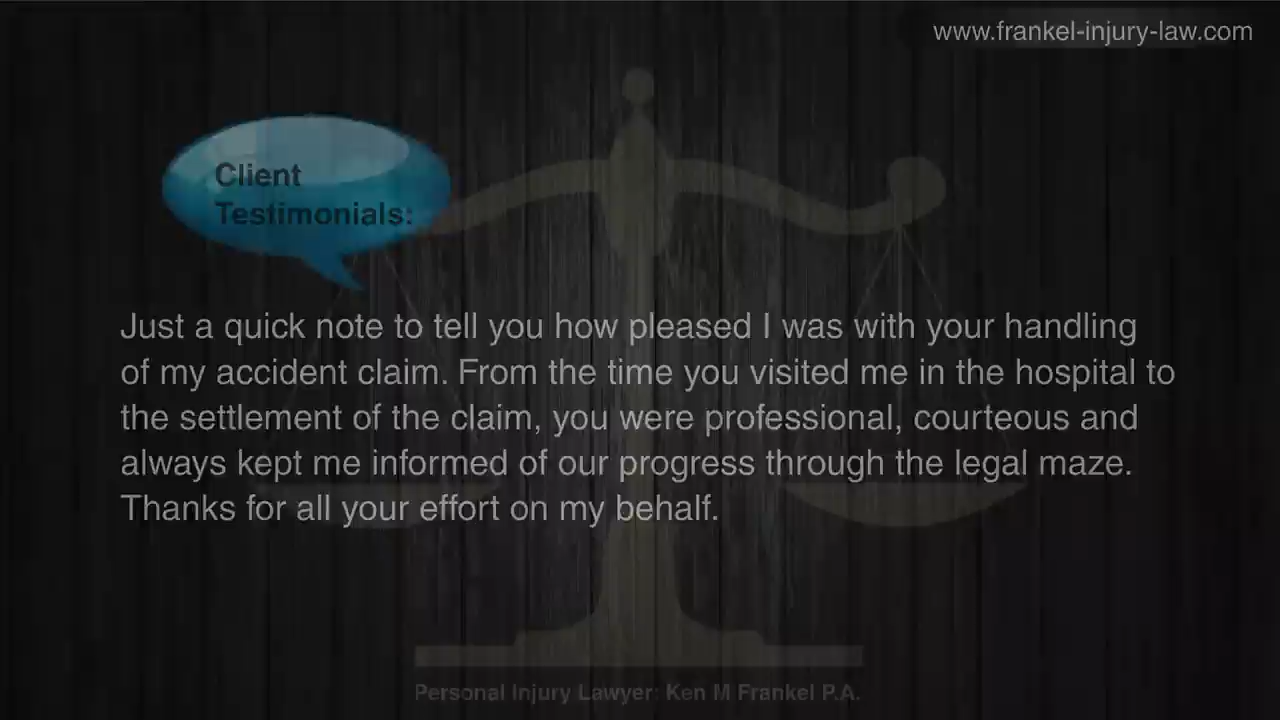 www.frankel-injury-law.com
Client
Testimonials:
Just a quick note to tell you how pleased I was with your handling
of my accident claim. From the time you visited me in the hospital to
the settlement of the claim, you were professional, courteous and
always kept me informed of our progress through the legal maze.
Thanks for all your effort on my behalf.
Personal Injury Lawyer: Ken M Frankel P.A.